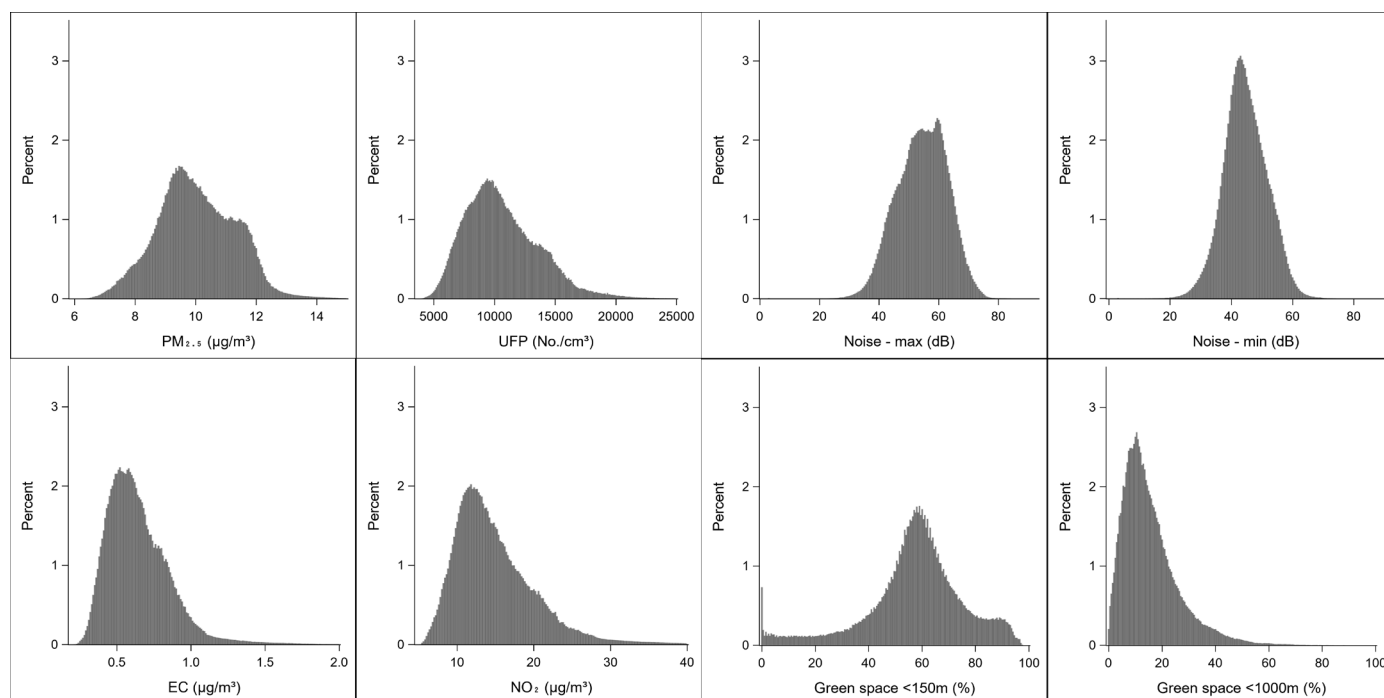 3
2
1
0
Percent
6 8 10 12 14
PM₂.₅ (µg/m³)
3
2
1
0
Percent
5000 10000 15000 20000 25000
UFP (No./cm³)
3
2
1
0
Percent
0 20 40 60 80
Noise - max (dB)
3
2
1
0
Percent
0 20 40 60 80
Noise - min (dB)
3
2
1
0
Percent
0.5 1.0 1.5 2.0
EC (µg/m³)
3
2
1
0
Percent
10 20 30 40
NO₂ (µg/m³)
3
2
1
0
Percent
0 20 40 60 80 100
Green space <150m (%)
3
2
1
0
Percent
0 20 40 60 80 100
Green space <1000m (%)